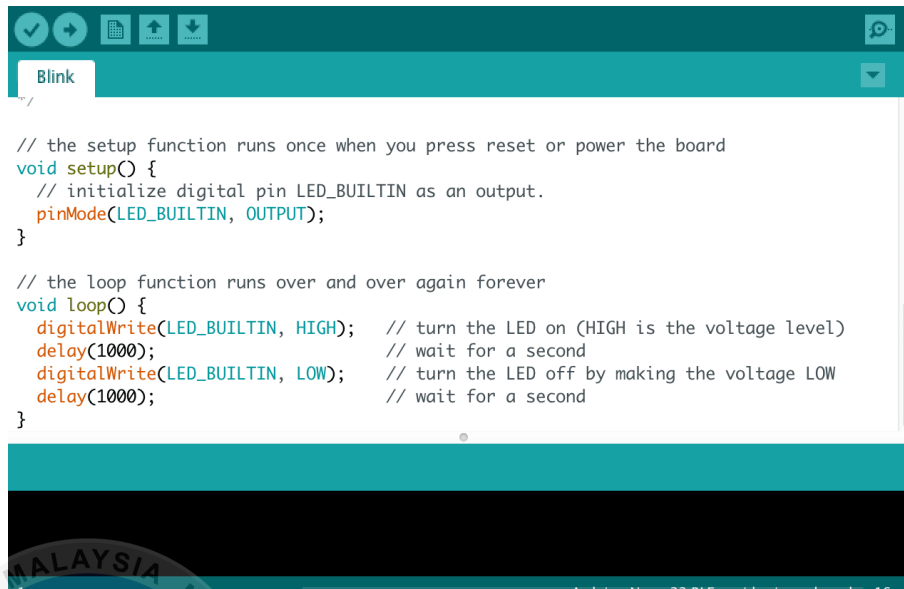 Blink
*/
// the setup function runs once when you press reset or power the board
void setup() {
  // initialize digital pin LED_BUILTIN as an output.
  pinMode(LED_BUILTIN, OUTPUT);
}
// the loop function runs over and over again forever
void loop() {
  digitalWrite(LED_BUILTIN, HIGH);   // turn the LED on (HIGH is the voltage level)
  delay(1000);                       // wait for a second
  digitalWrite(LED_BUILTIN, LOW);    // turn the LED off by making the voltage LOW
  delay(1000);                       // wait for a second
}
MALAYSIA